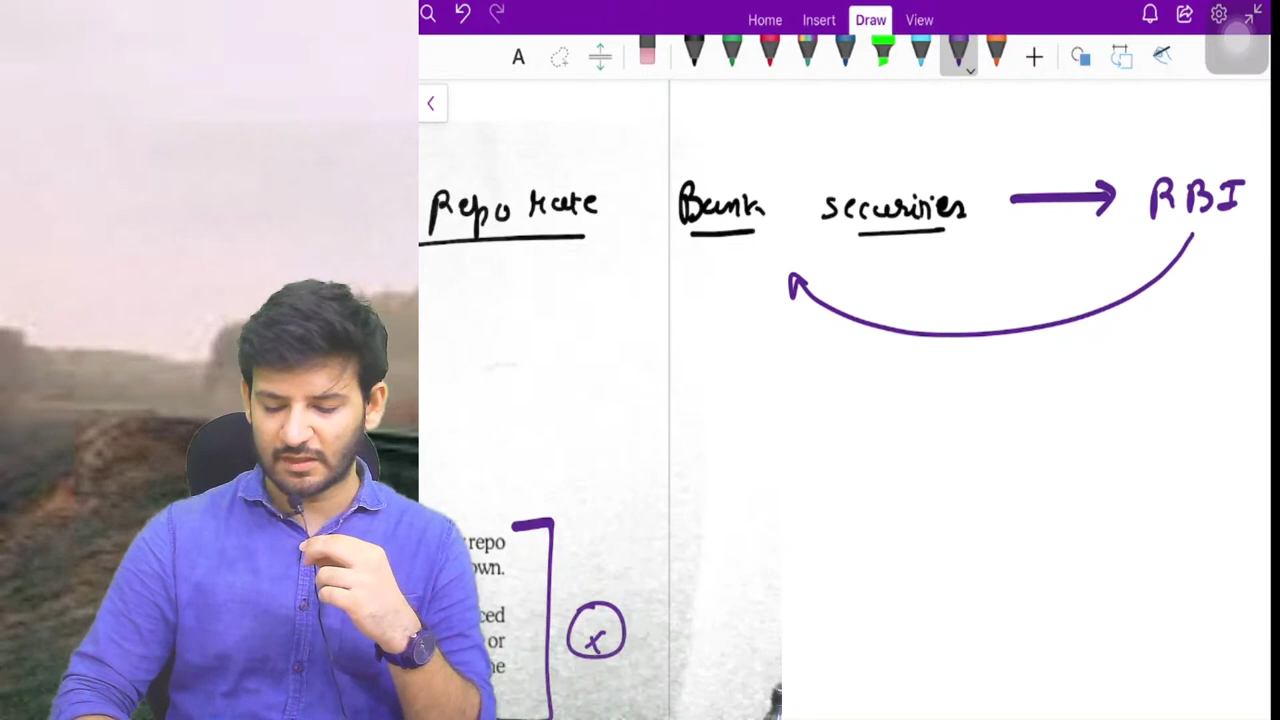 Home Insert Draw View
A
Repo rate Bank securities → RBI
repo
own.
ced
or
he
x